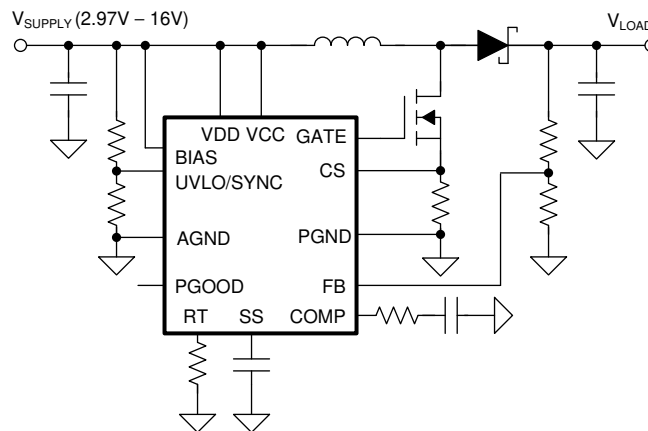 VSUPPLY (2.97V – 16V)
VLOAD
VDD VCC GATE
BIAS
UVLO/SYNC
CS
AGND
PGND
PGOOD
FB
RT SS COMP